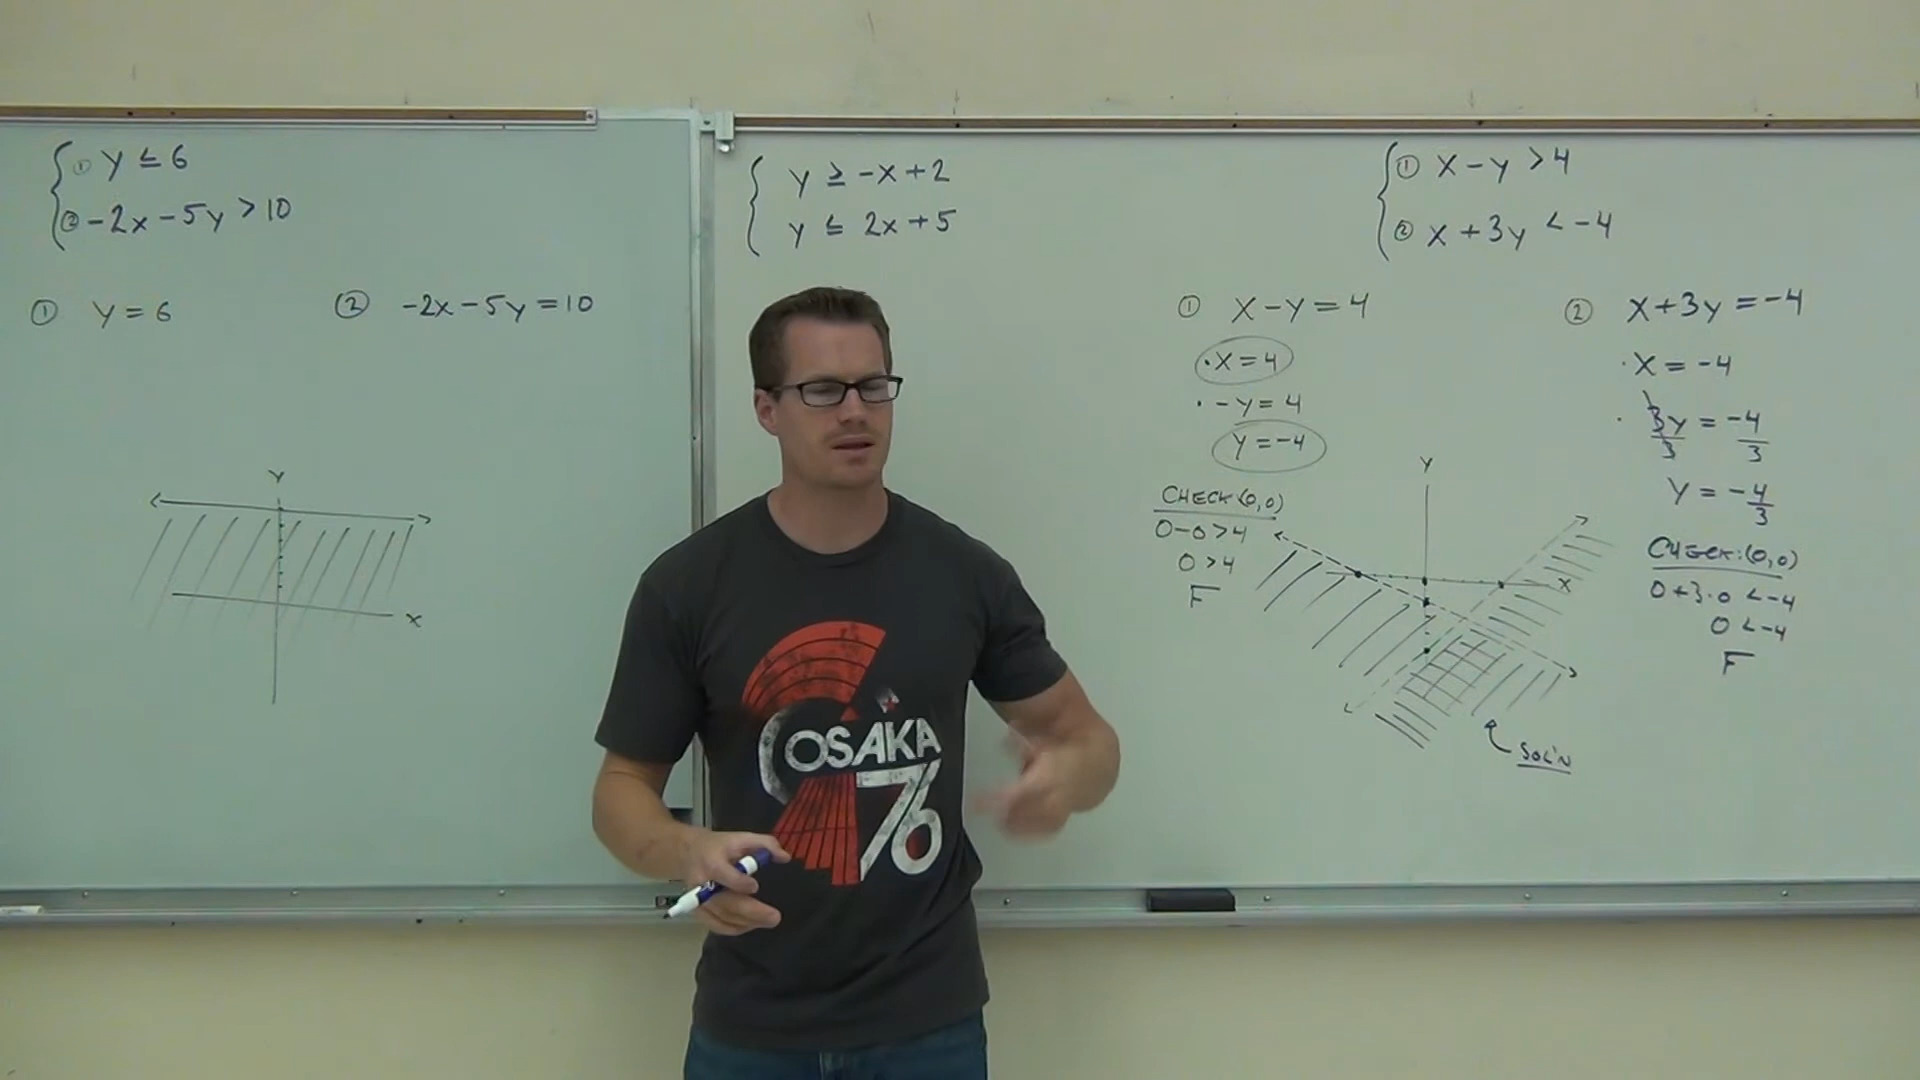 ① y ≤ 6
② -2x - 5y > 10
① y = 6
② -2x - 5y = 10
y
x
y ≥ -x + 2
y ≤ 2x + 5
OSAKA
76
① x - y > 4
② x + 3y < -4
① x - y = 4
• x = 4
• - y = 4
y = -4
CHECK (0,0)
0 - 0 > 4
0 > 4
F
② x + 3y = -4
• x = -4
• 3y/3 = -4/3
y = -4/3
CHECK: (0,0)
0 + 3·0 < -4
0 < -4
F
y
x
SOL'N